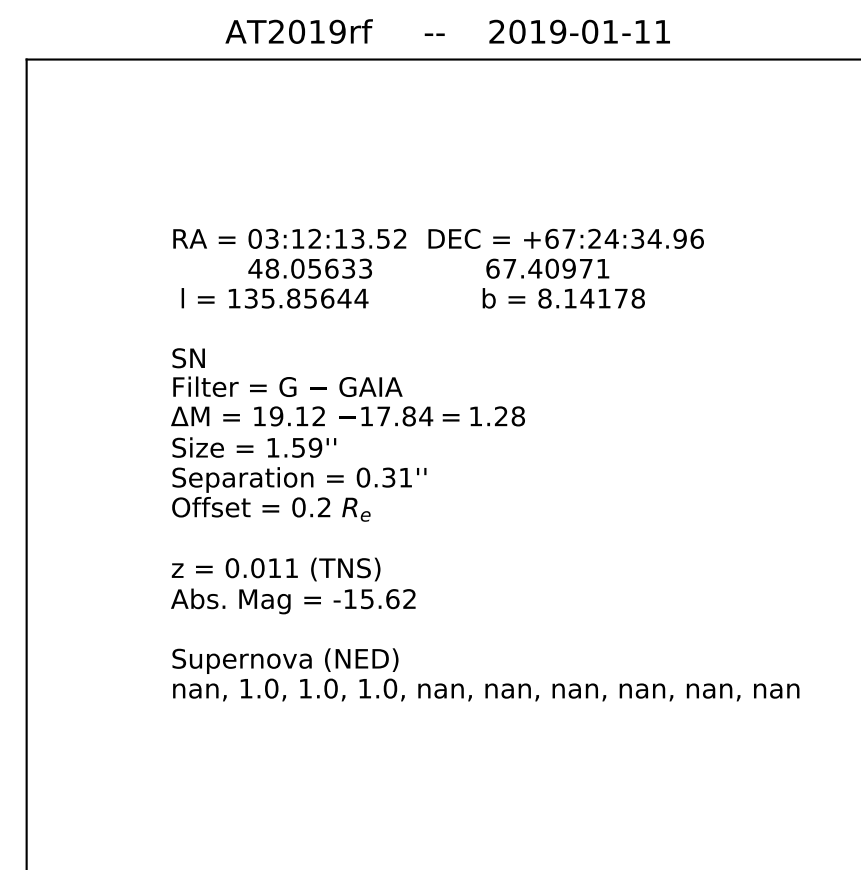 AT2019rf -- 2019-01-11
RA = 03:12:13.52 DEC = +67:24:34.96
48.05633 67.40971
l = 135.85644 b = 8.14178
SN
Filter = G − GAIA
ΔM = 19.12 −17.84 = 1.28
Size = 1.59''
Separation = 0.31''
Offset = 0.2 Rₑ
z = 0.011 (TNS)
Abs. Mag = -15.62
Supernova (NED)
nan, 1.0, 1.0, 1.0, nan, nan, nan, nan, nan, nan